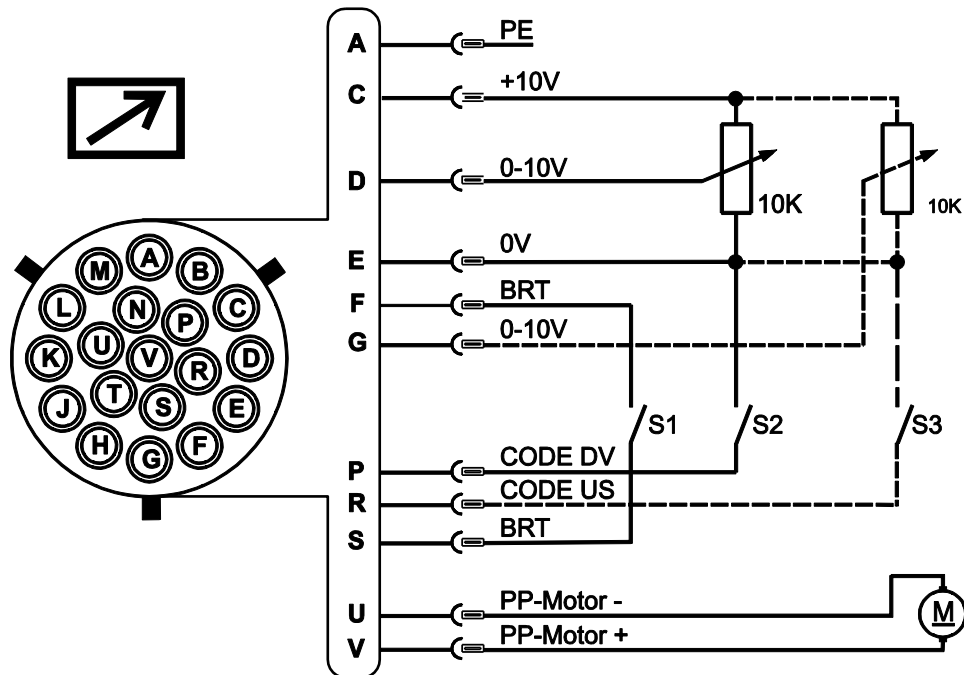 A PE
C +10V
D 0-10V
10K
10K
E 0V
F BRT
G 0-10V
S1
S2
S3
P CODE DV
R CODE US
S BRT
U PP-Motor -
V PP-Motor +
M
A
M
B
L
N
P
C
K
U
V
R
D
J
T
S
E
H
G
F